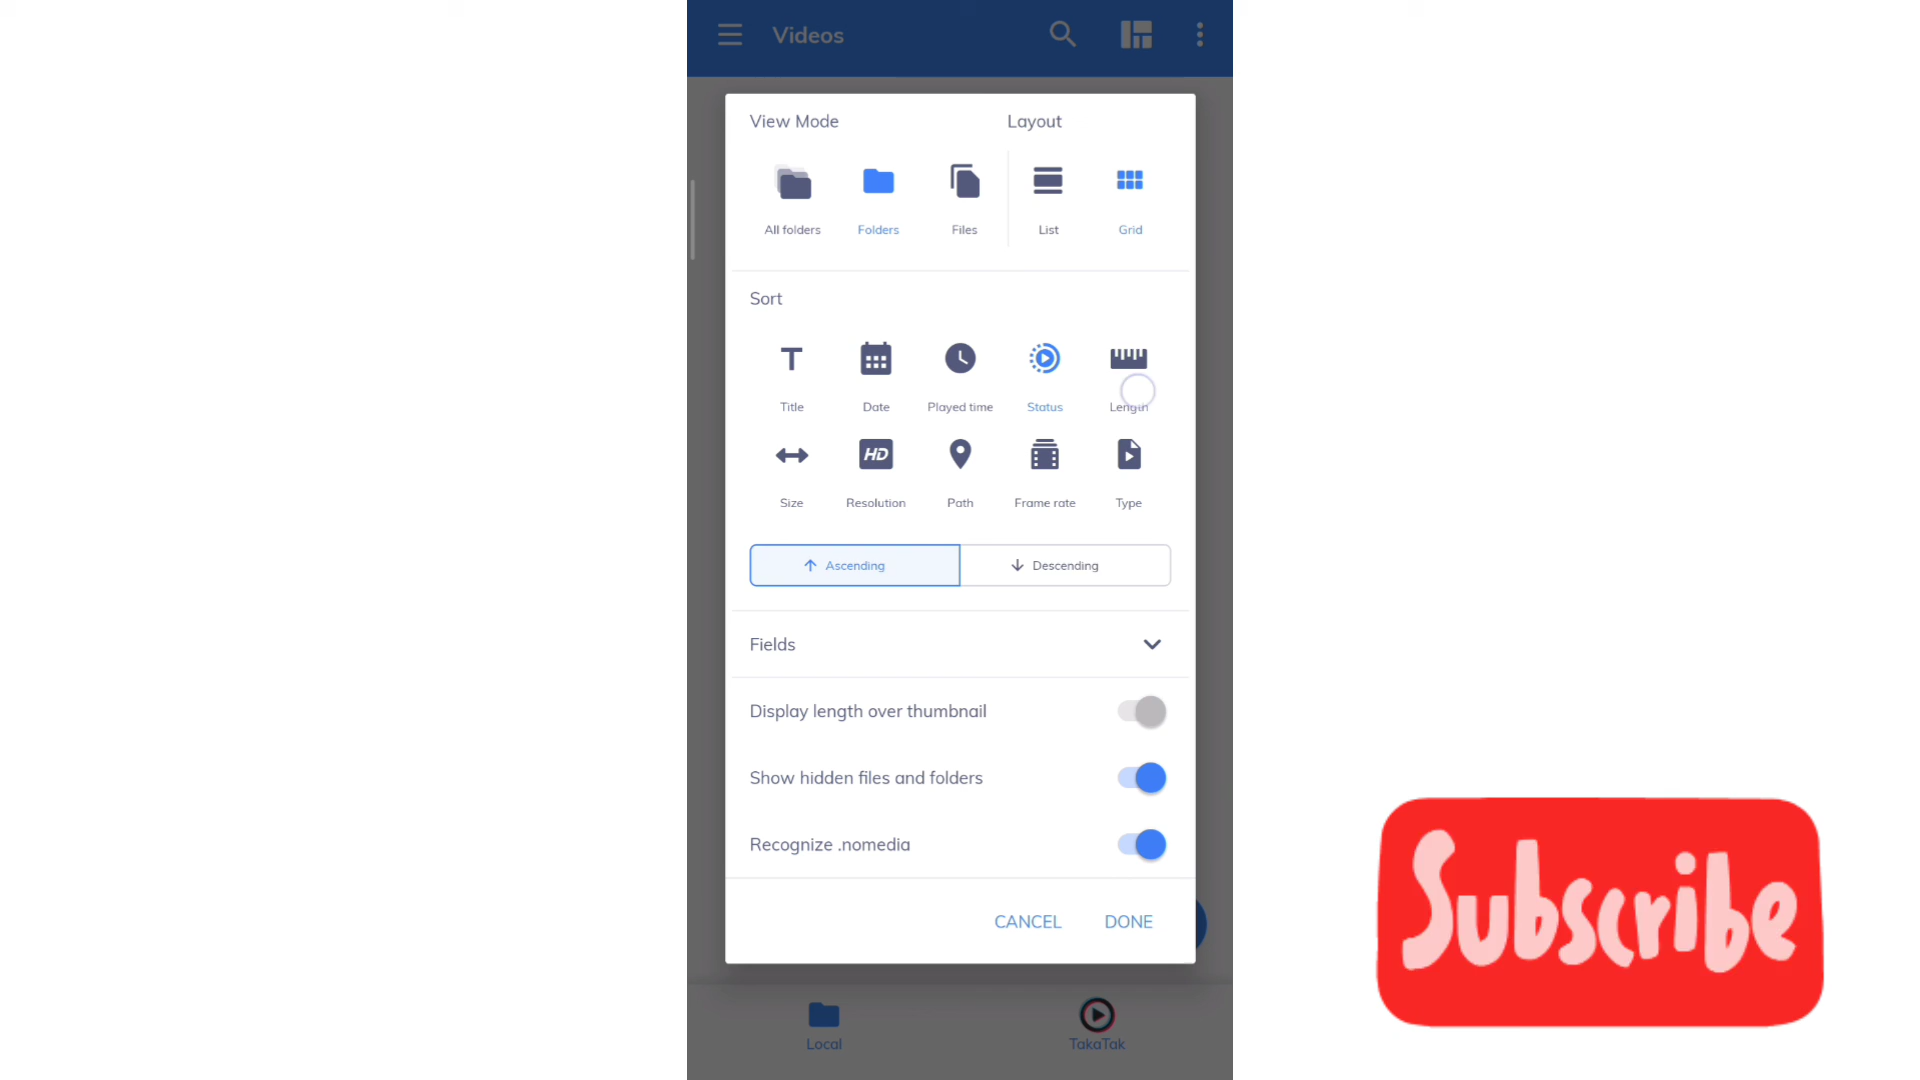 Videos
View Mode
Layout
All folders
Folders
Files
List
Grid
Sort
T
Title
Date
Played time
Status
Length
HD
Size
Resolution
Path
Frame rate
Type
Ascending
Descending
Fields
Display length over thumbnail
Show hidden files and folders
Recognize .nomedia
CANCEL
DONE
Local
TakaTak
Subscribe